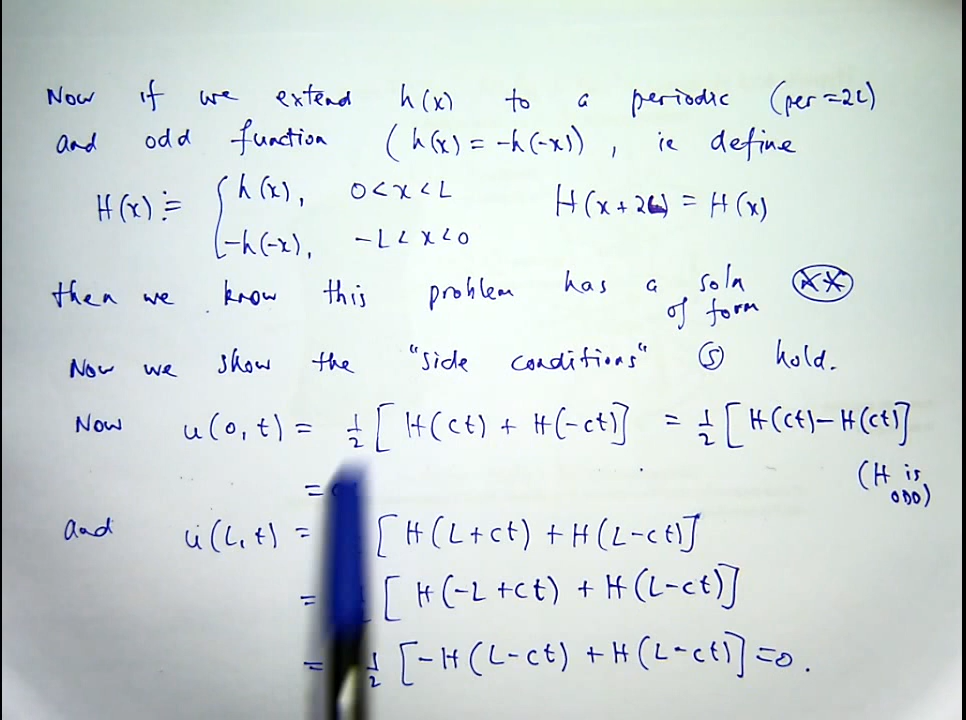 Now if we extend h(x) to a periodic (per = 2L)
and odd function (h(x) = -h(-x)), ie define
H(x) := { h(x), 0 < x < L H(x + 2L) = H(x)
-h(-x), -L < x < 0
then we know this problem has a soln (**)
of form
Now we show the "side conditions" (S) hold.
Now u(0, t) = 1/2 [ H(ct) + H(-ct) ] = 1/2 [ H(ct) - H(ct) ]
(H is
= ODD)
and u(L, t) = [ H(L+ct) + H(L-ct) ]
= [ H(-L+ct) + H(L-ct) ]
= 1/2 [ -H(L-ct) + H(L-ct) ] = 0.